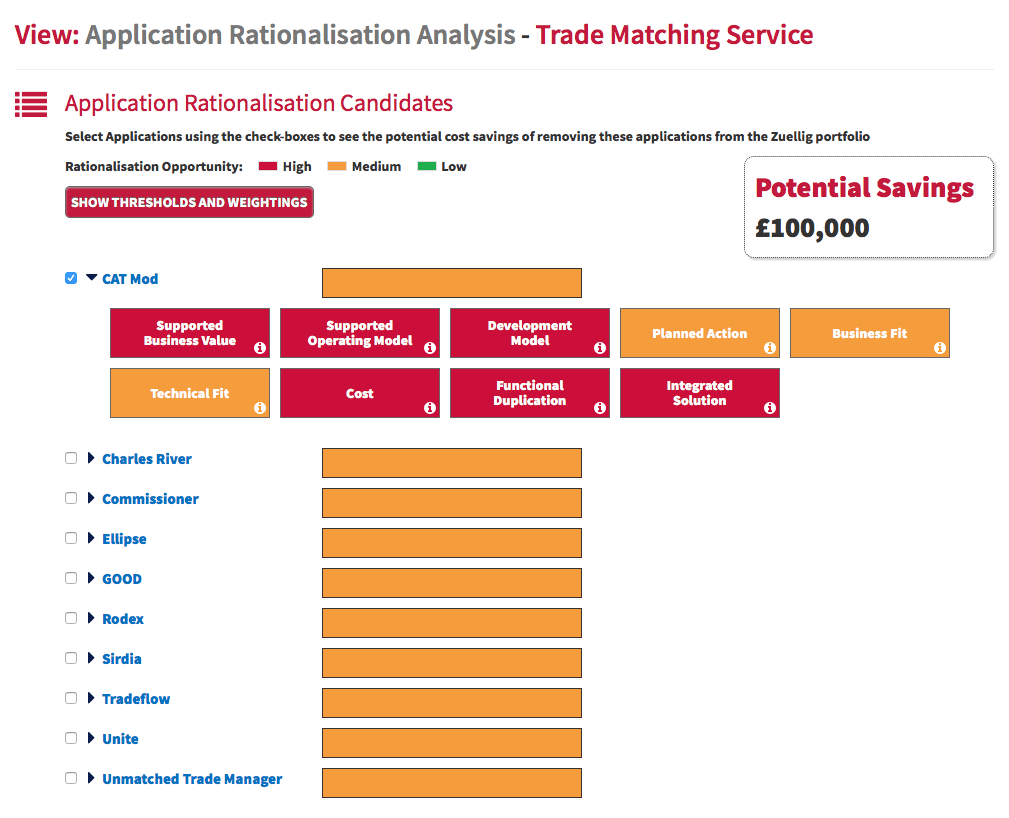 View: Application Rationalisation Analysis - Trade Matching Service
Application Rationalisation Candidates
Select Applications using the check-boxes to see the potential cost savings of removing these applications from the Zuellig portfolio
Rationalisation Opportunity: High Medium Low
SHOW THRESHOLDS AND WEIGHTINGS
Potential Savings
£100,000
CAT Mod
Supported
Business Value
Supported
Operating Model
Development
Model
Planned Action
Business Fit
Technical Fit
Cost
Functional
Duplication
Integrated
Solution
Charles River
Commissioner
Ellipse
GOOD
Rodex
Sirdia
Tradeflow
Unite
Unmatched Trade Manager